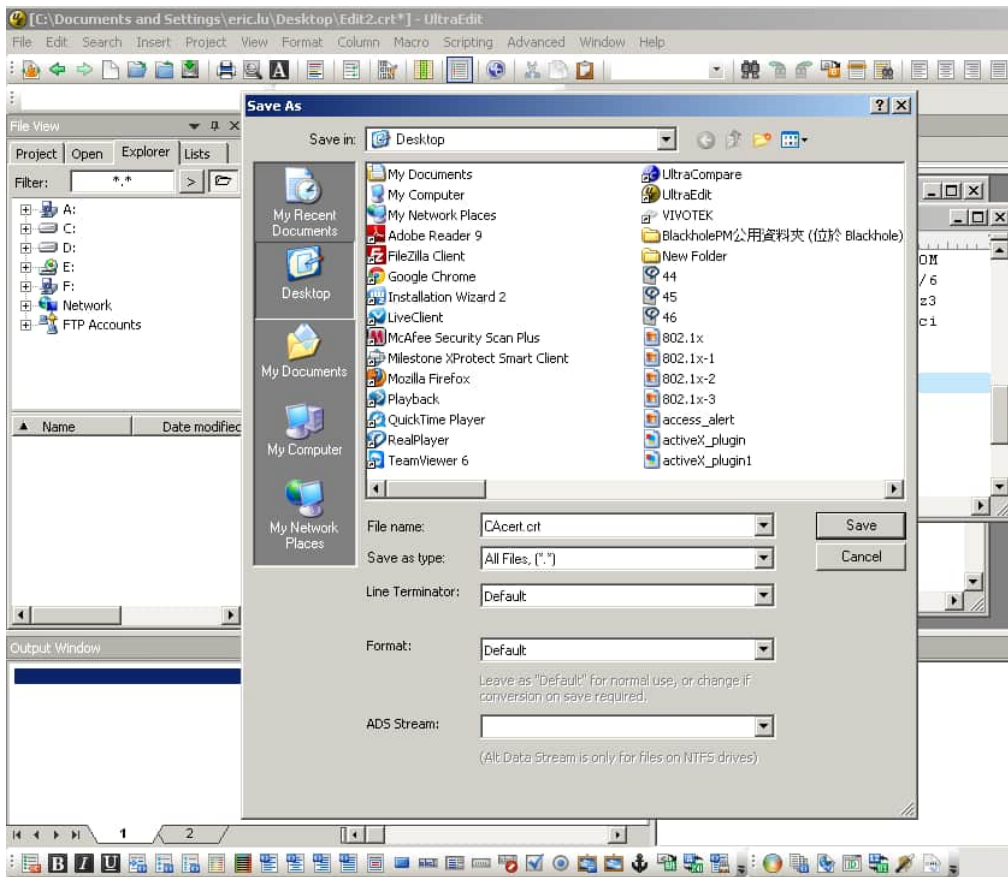 [C:\Documents and Settings\eric.lu\Desktop\Edit2.crt*] - UltraEdit
File Edit Search Insert Project View Format Column Macro Scripting Advanced Window Help
Save As
Save in: Desktop
File View
Project Open Explorer Lists
Filter: *.*
A:
C:
D:
E:
F:
Network
FTP Accounts
Name Date modified
My Recent Documents
Desktop
My Documents
My Computer
My Network Places
My Documents
My Computer
My Network Places
Adobe Reader 9
FileZilla Client
Google Chrome
Installation Wizard 2
LiveClient
McAfee Security Scan Plus
Milestone XProtect Smart Client
Mozilla Firefox
Playback
QuickTime Player
RealPlayer
TeamViewer 6
UltraCompare
UltraEdit
VIVOTEK
BlackholePM公用資料夾 (位於 Blackhole)
New Folder
44
45
46
802.1x
802.1x-1
802.1x-2
802.1x-3
access_alert
activeX_plugin
activeX_plugin1
OM
/6
z3
ci
File name: CAcert.crt Save
Save as type: All Files, (*.*) Cancel
Line Terminator: Default
Format: Default
Leave as "Default" for normal use, or change if
conversion on save required.
ADS Stream:
(Alt Data Stream is only for files on NTFS drives)
Output Window
1 2
B I U